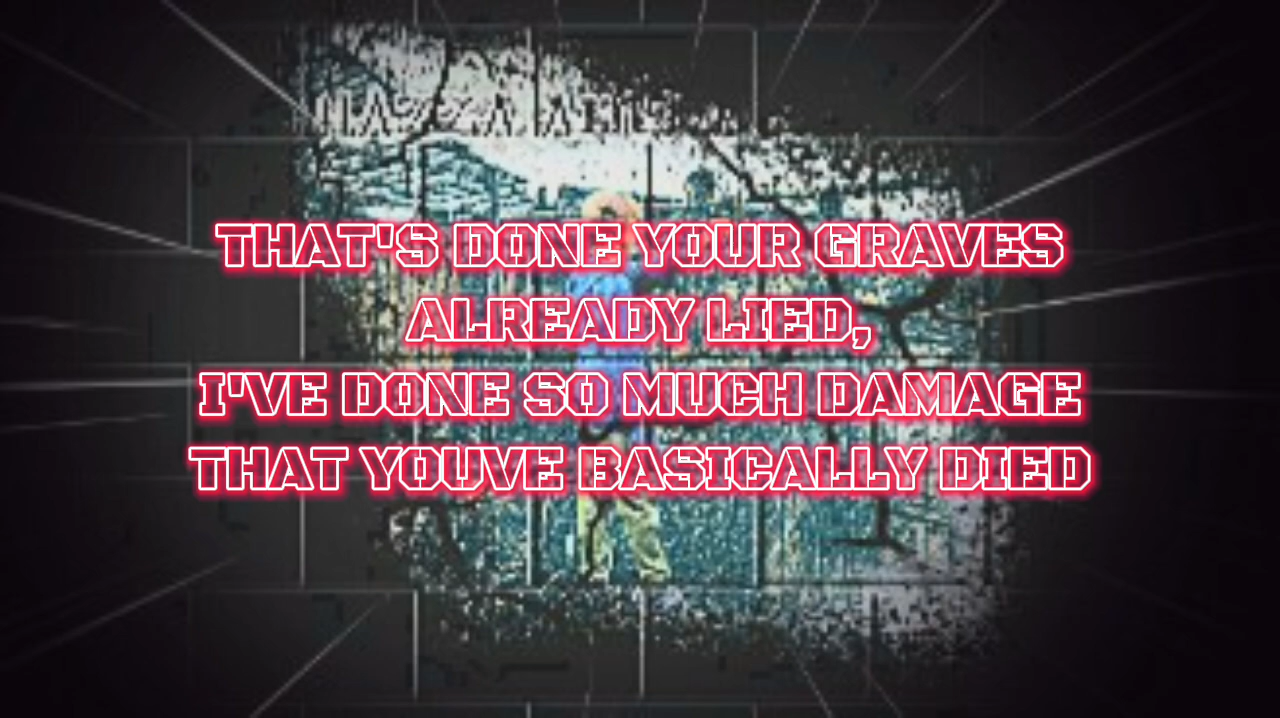 THAT'S DONE YOUR GRAVES
ALREADY LIED,
I'VE DONE SO MUCH DAMAGE
THAT YOUVE BASICALLY DIED